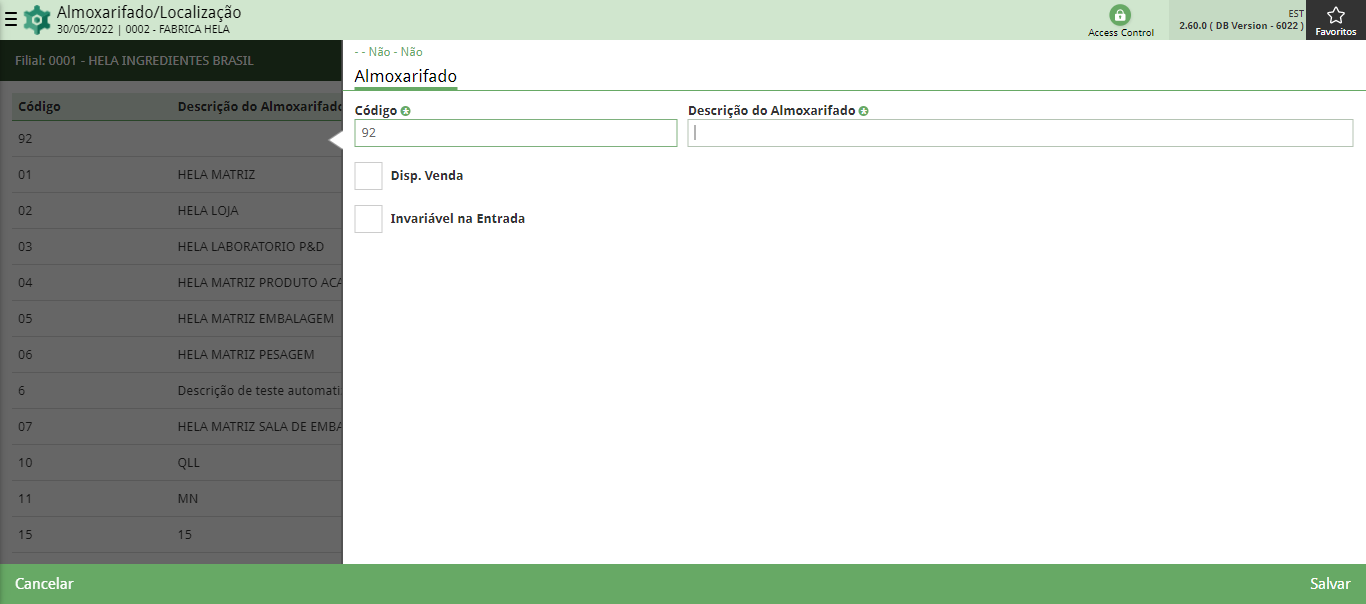 Almoxarifado/Localização
30/05/2022 | 0002 - FABRICA HELA
Access Control
EST
2.60.0 ( DB Version - 6022 )
Favoritos
Filial: 0001 - HELA INGREDIENTES BRASIL
Código Descrição do Almoxarifado
92
01 HELA MATRIZ
02 HELA LOJA
03 HELA LABORATORIO P&D
04 HELA MATRIZ PRODUTO ACA
05 HELA MATRIZ EMBALAGEM
06 HELA MATRIZ PESAGEM
6 Descrição de teste automati
07 HELA MATRIZ SALA DE EMBA
10 QLL
11 MN
15 15
- - Não - Não
Almoxarifado
Código Descrição do Almoxarifado
92
Disp. Venda
Invariável na Entrada
Cancelar Salvar